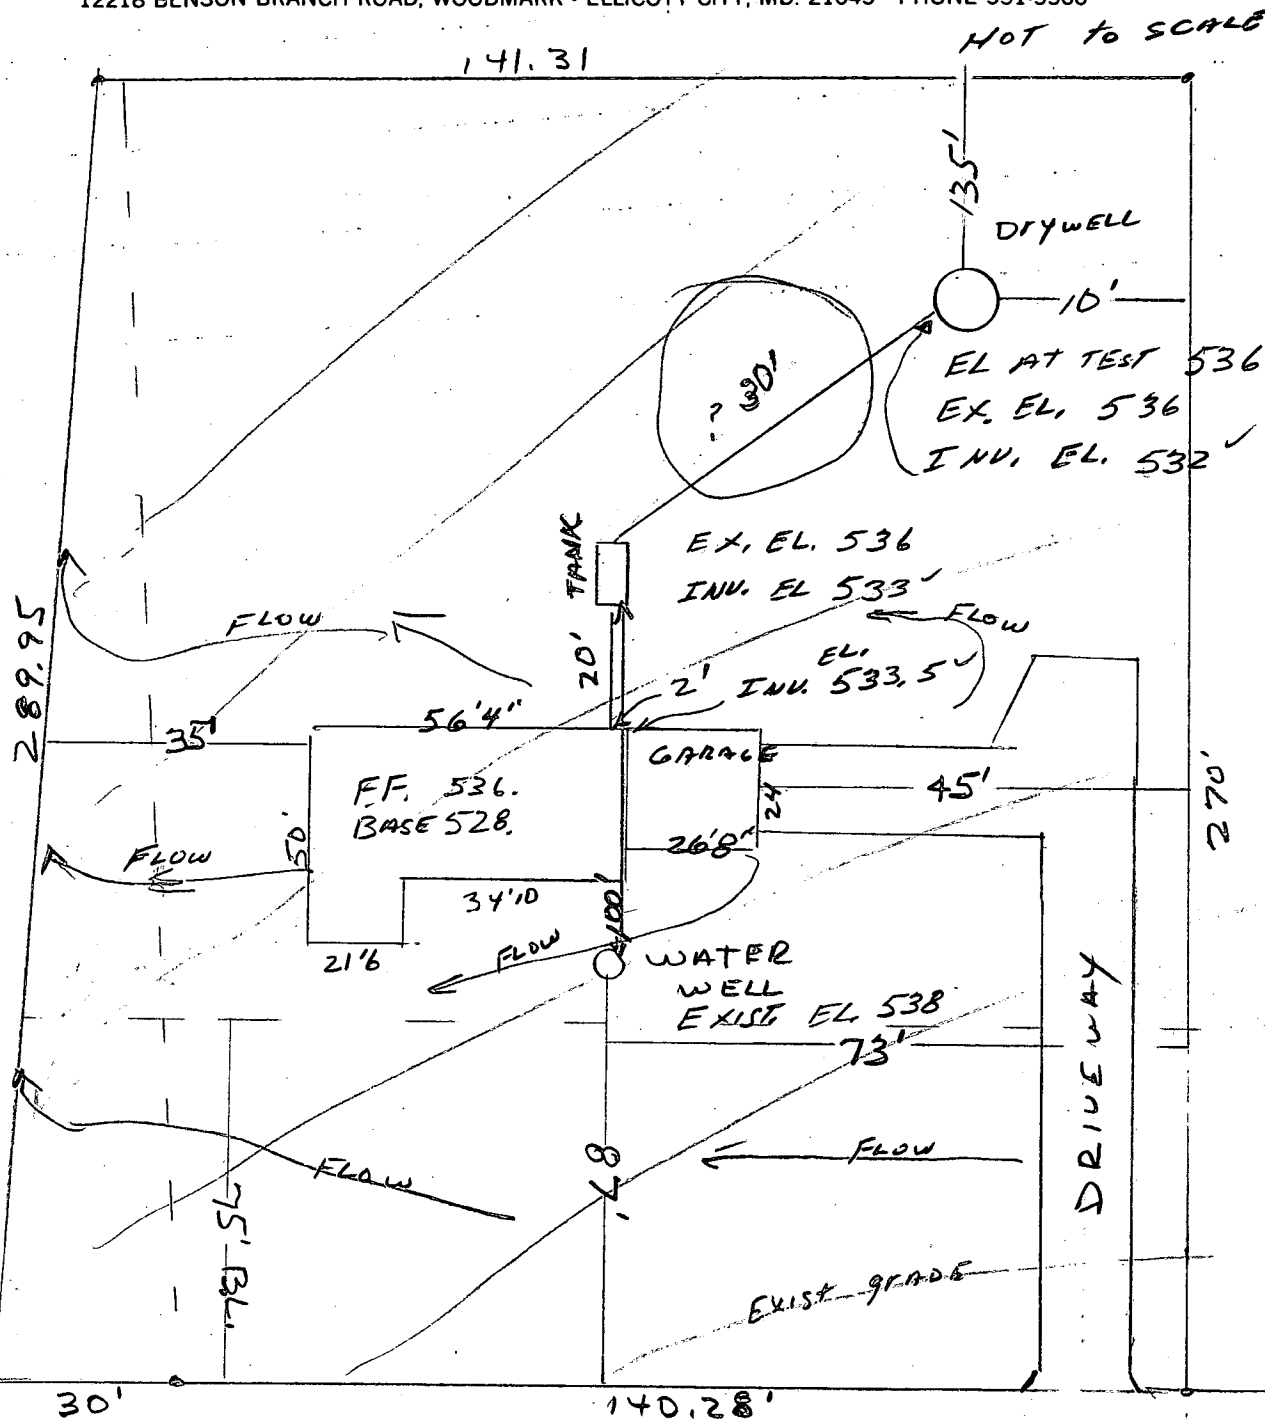 12218 BENSON BRANCH ROAD, WOODMARK · ELLICOTT CITY, MD. 21043
NOT to SCALE
141.31
135'
DrywELL
10'
? 30'
EL AT TEST 536
EX. EL. 536
INV. EL. 532 ✓
TANK
EX. EL. 536
INV. EL 533 ✓
289.95
FLOW
20'
FLOW
EL.
2' INV. 533.5 ✓
56'4"
35'
GARAGE
F.F. 536.
BASE 528.
45'
24
270'
50'
FLOW
26'8"
34'10
100'
21'6
FLOW
WATER
WELL
EXIST. EL. 538
73'
DRIVEWAY
87'
FLOW
FLOW
75' BL.
Exist grADE
30'
140.28'